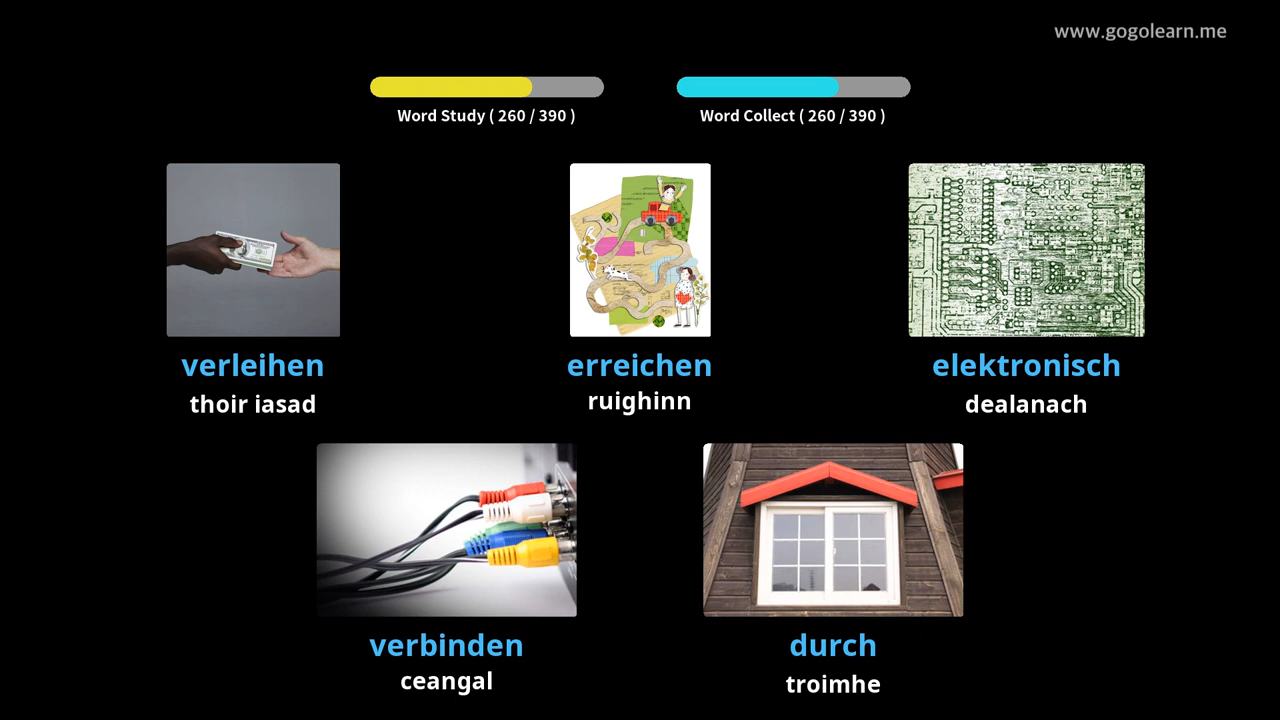 www.gogolearn.me
Word Study ( 260 / 390 )
Word Collect ( 260 / 390 )
verleihen
thoir iasad
erreichen
ruighinn
elektronisch
dealanach
verbinden
ceangal
durch
troimhe